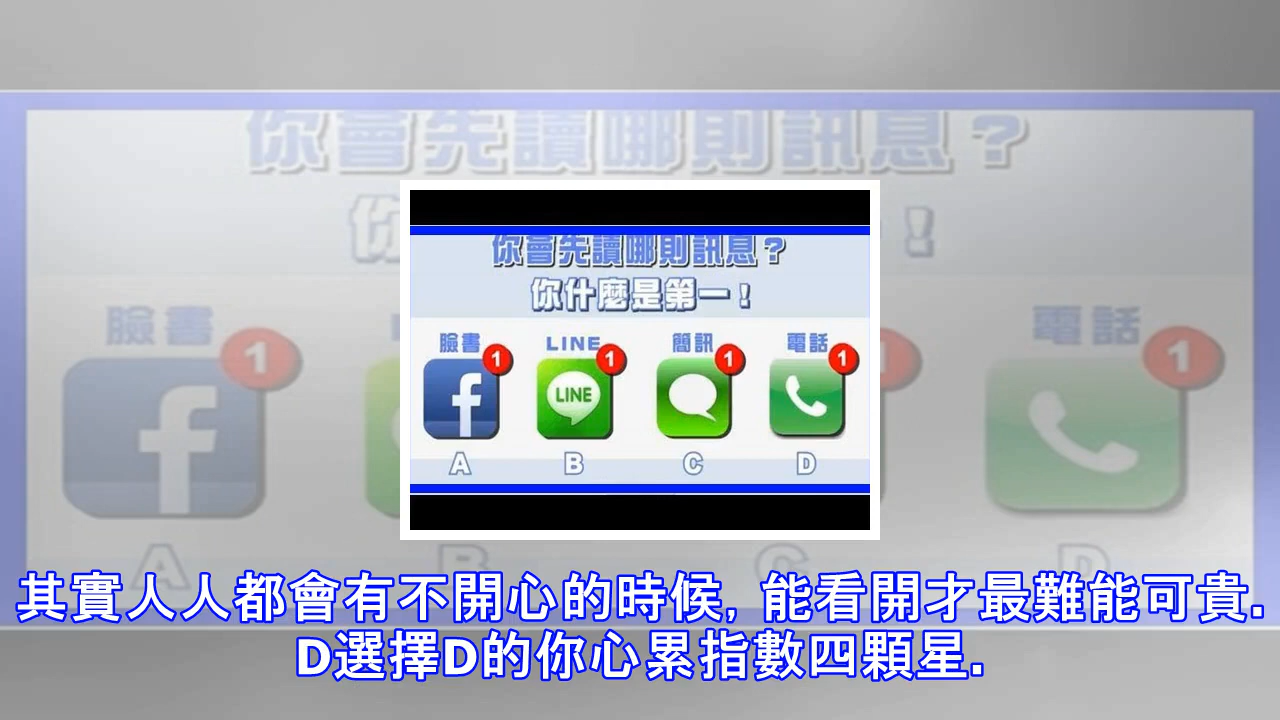 你會先讀哪則訊息？
你什麼是第一！
臉書 LINE 簡訊 電話
1 1 1 1
LINE
A B C D
其實人人都會有不開心的時候, 能看開才最難能可貴.
D選擇D的你心累指數四顆星.